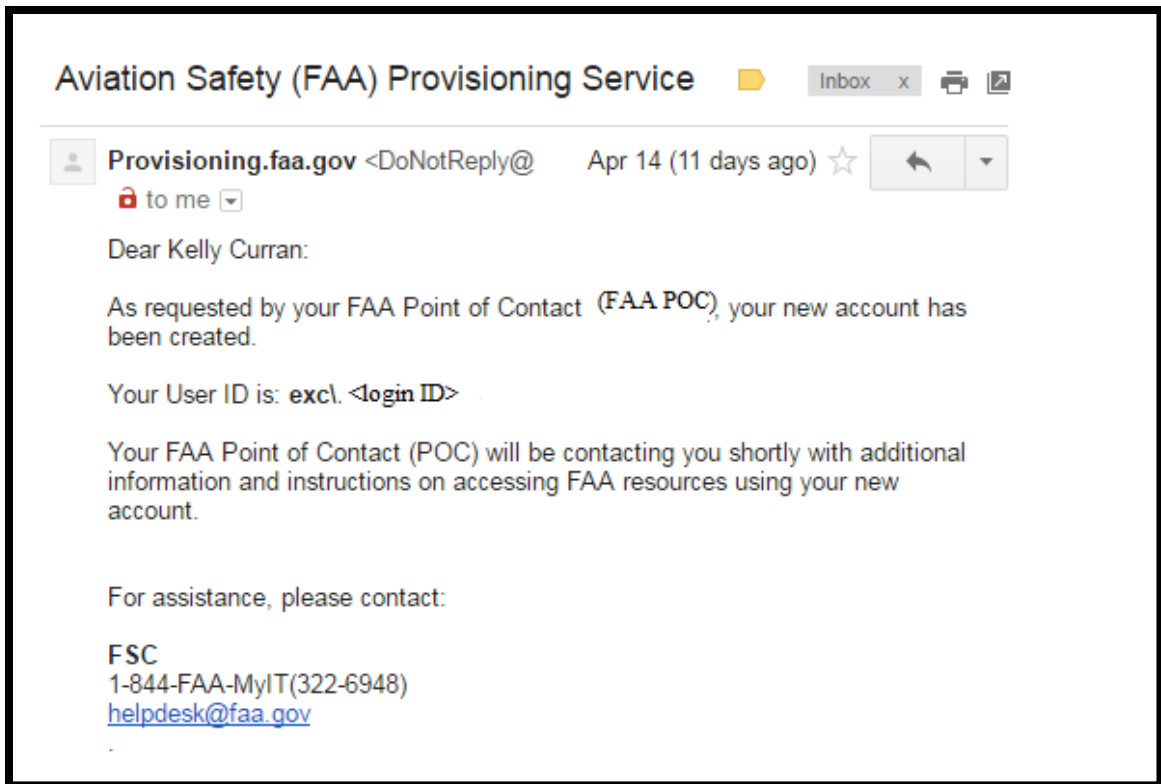 Aviation Safety (FAA) Provisioning Service
Inbox x
Provisioning.faa.gov <DoNotReply@ Apr 14 (11 days ago)
to me
Dear Kelly Curran:
As requested by your FAA Point of Contact (FAA POC), your new account has
been created.
Your User ID is: exc\. <login ID>
Your FAA Point of Contact (POC) will be contacting you shortly with additional
information and instructions on accessing FAA resources using your new
account.
For assistance, please contact:
FSC
1-844-FAA-MyIT(322-6948)
helpdesk@faa.gov
.